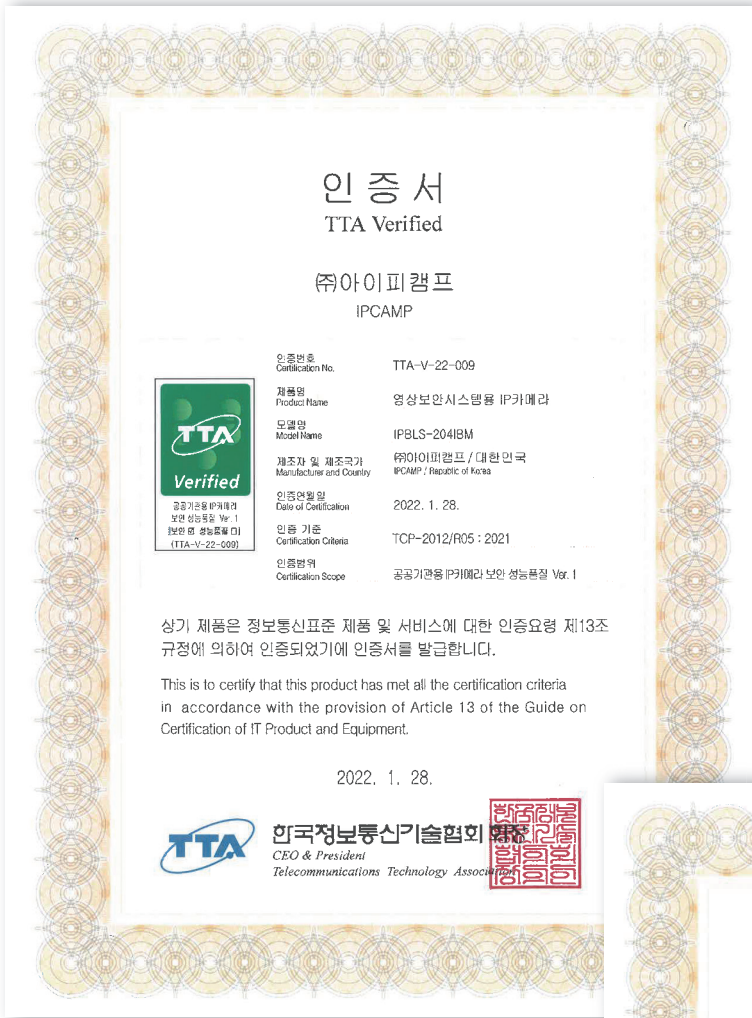 인증서
TTA Verified
㈜아이피캠프
IPCAMP
인증번호
Certification No.
TTA-V-22-009
제품명
Product Name
영상보안시스템용 IP카메라
모델명
Model Name
IPBLS-204IBM
제조자 및 제조국가
Manufacturer and Country
㈜아이피캠프 / 대한민국
IPCAMP / Republic of Korea
인증연월일
Date of Certification
2022. 1. 28.
인증 기준
Certification Criteria
TCP-2012/R05 : 2021
인증범위
Certification Scope
공공기관용 IP카메라 보안 성능품질 Ver. 1
TTA
Verified
공공기관용 IP카메라
보안 성능품질 Ver. 1
(TTA-V-22-009)
상기 제품은 정보통신표준 제품 및 서비스에 대한 인증요령 제13조
규정에 의하여 인증되었기에 인증서를 발급합니다.
This is to certify that this product has met all the certification criteria
in accordance with the provision of Article 13 of the Guide on
Certification of IT Product and Equipment.
2022. 1. 28.
TTA
한국정보통신기술협회 회장
CEO & President
Telecommunications Technology Association